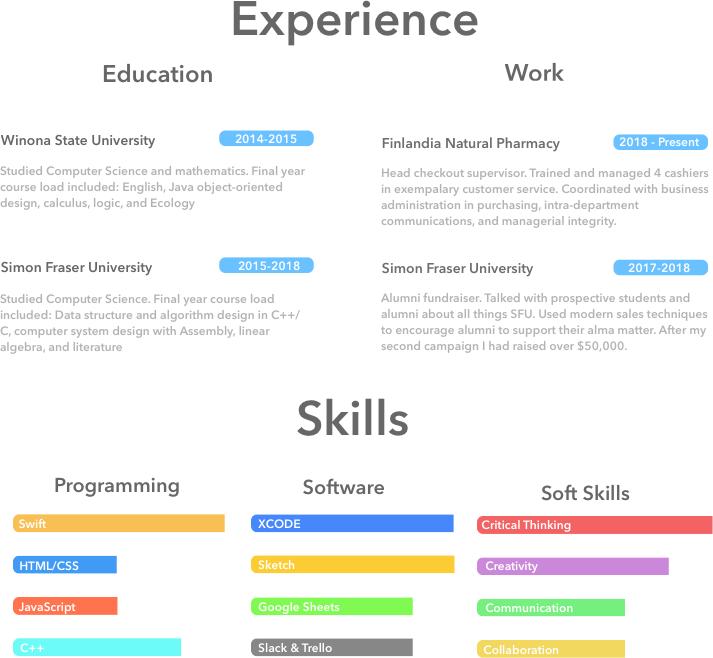 Experience
Education
Winona State University
2014-2015
Studied Computer Science and mathematics. Final year
course load included: English, Java object-oriented
design, calculus, logic, and Ecology
Simon Fraser University
2015-2018
Studied Computer Science. Final year course load
included: Data structure and algorithm design in C++/
C, computer system design with Assembly, linear
algebra, and literature
Work
Finlandia Natural Pharmacy
2018 - Present
Head checkout supervisor. Trained and managed 4 cashiers
in exempalary customer service. Coordinated with business
administration in purchasing, intra-department
communications, and managerial integrity.
Simon Fraser University
2017-2018
Alumni fundraiser. Talked with prospective students and
alumni about all things SFU. Used modern sales techniques
to encourage alumni to support their alma matter. After my
second campaign I had raised over $50,000.
Skills
Programming
Swift
HTML/CSS
JavaScript
C++
Software
XCODE
Sketch
Google Sheets
Slack & Trello
Soft Skills
Critical Thinking
Creativity
Communication
Collaboration